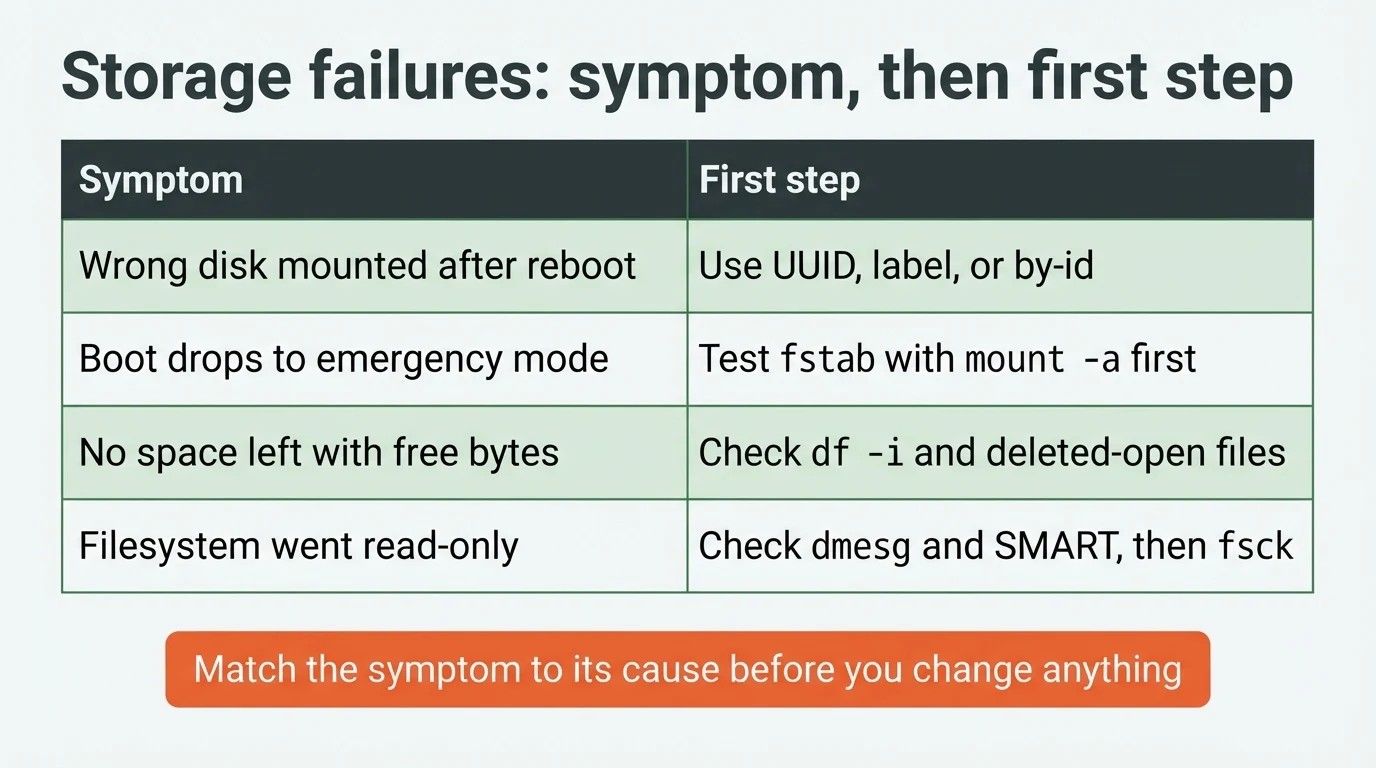 Storage failures: symptom, then first step
Symptom
First step
Wrong disk mounted after reboot
Use UUID, label, or by-id
Boot drops to emergency mode
Test fstab with mount -a first
No space left with free bytes
Check df -i and deleted-open files
Filesystem went read-only
Check dmesg and SMART, then fsck
Match the symptom to its cause before you change anything